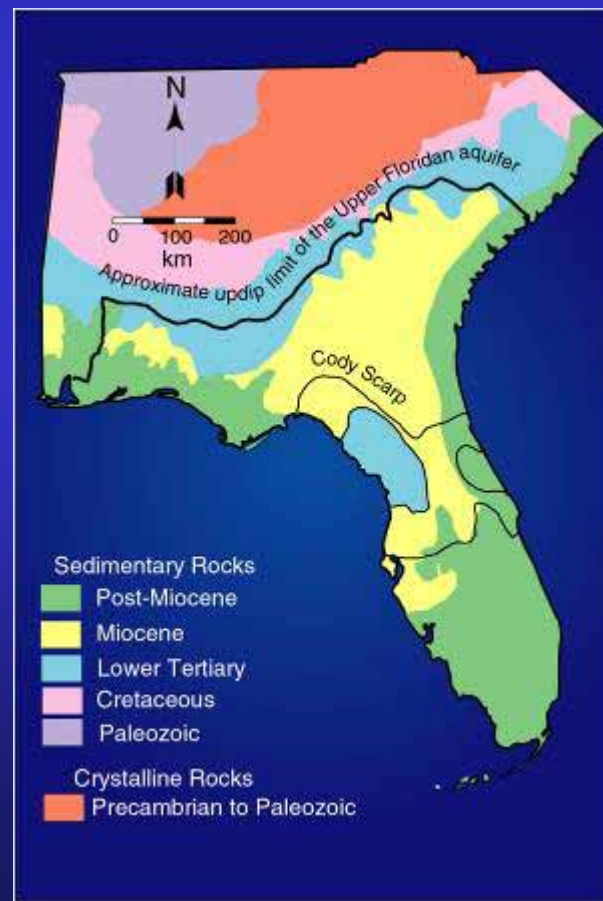 N
0 100 200
km
Approximate updip limit of the Upper Floridan aquifer
Cody Scarp
Sedimentary Rocks
Post-Miocene
Miocene
Lower Tertiary
Cretaceous
Paleozoic
Crystalline Rocks
Precambrian to Paleozoic